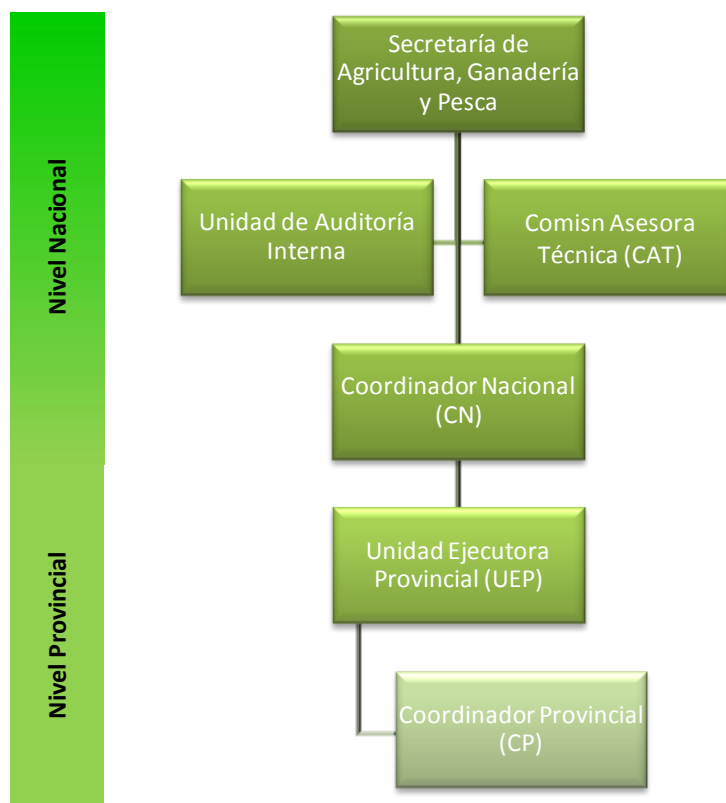 Nivel Nacional
Secretaría de
Agricultura, Ganadería
y Pesca
Unidad de Auditoría
Interna
Comisn Asesora
Técnica (CAT)
Coordinador Nacional
(CN)
Nivel Provincial
Unidad Ejecutora
Provincial (UEP)
Coordinador Provincial
(CP)